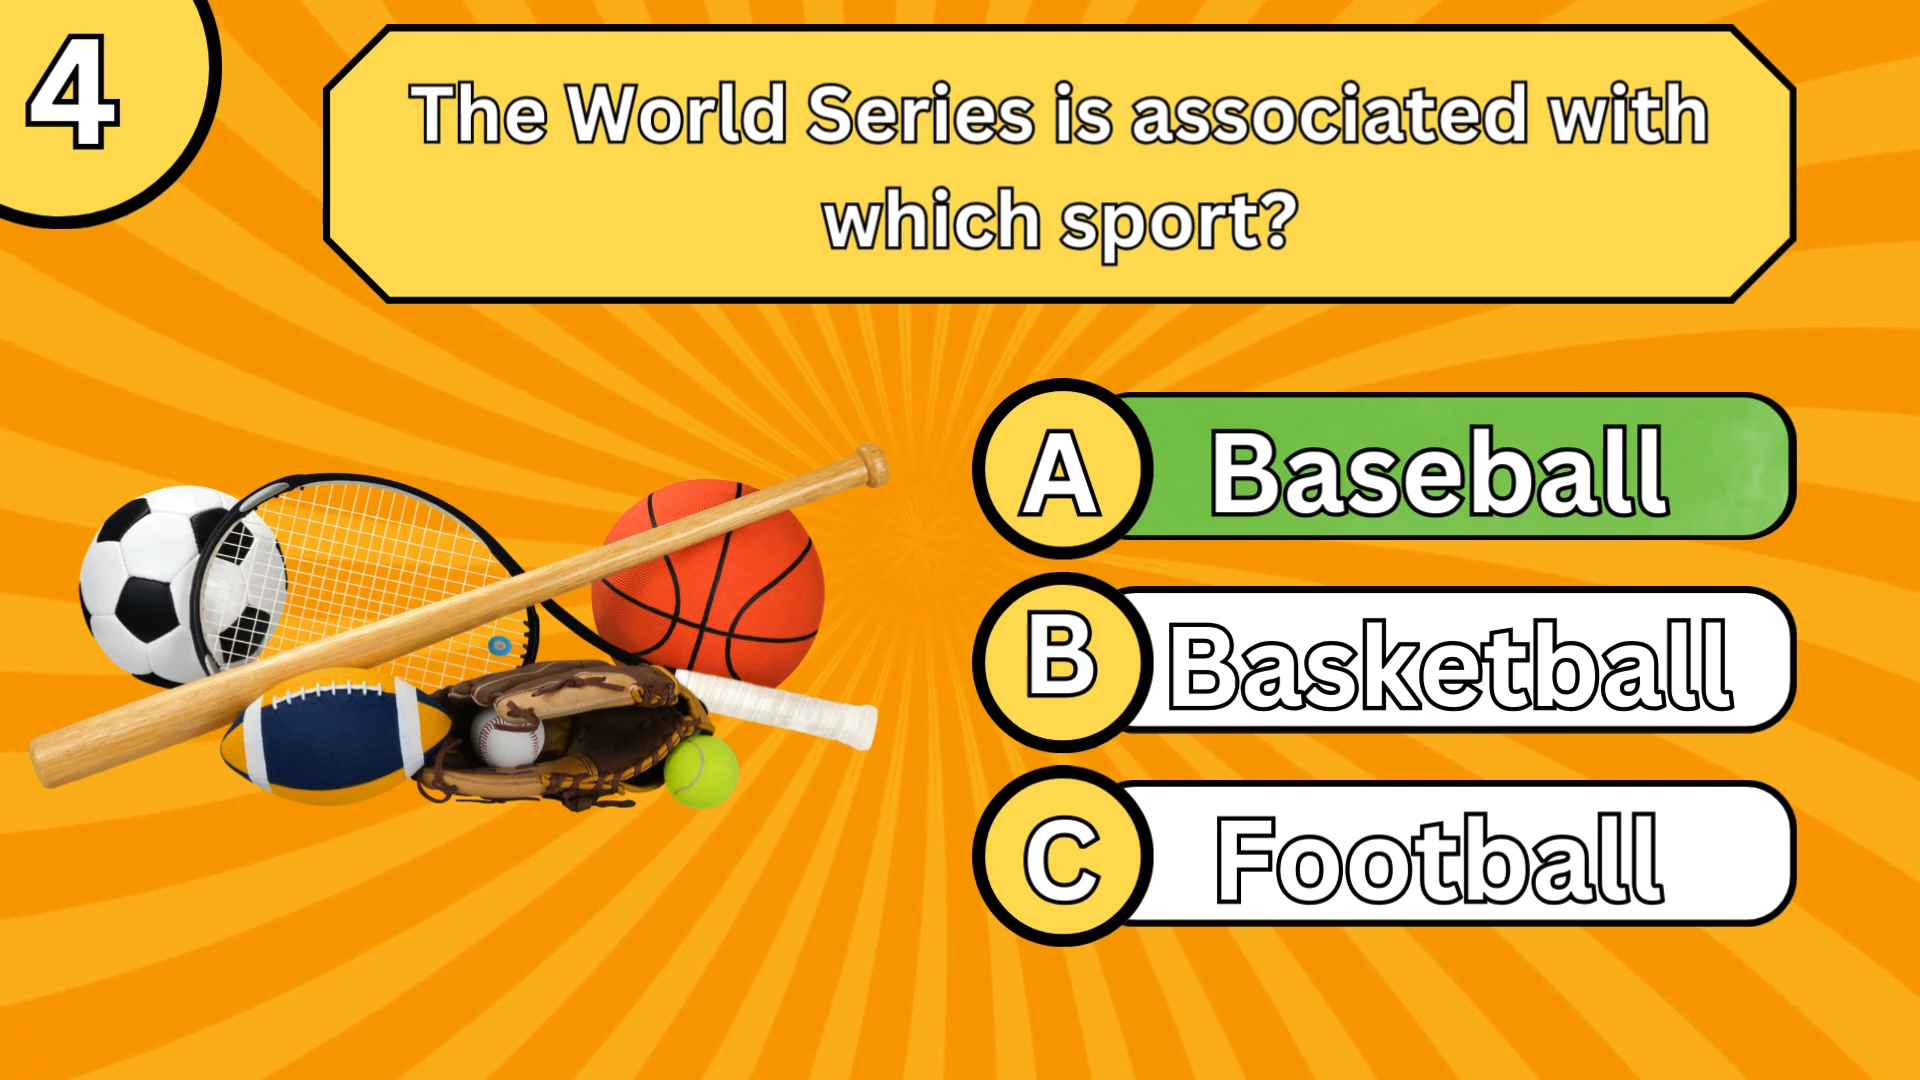 4
The World Series is associated with
which sport?
A Baseball
B Basketball
C Football